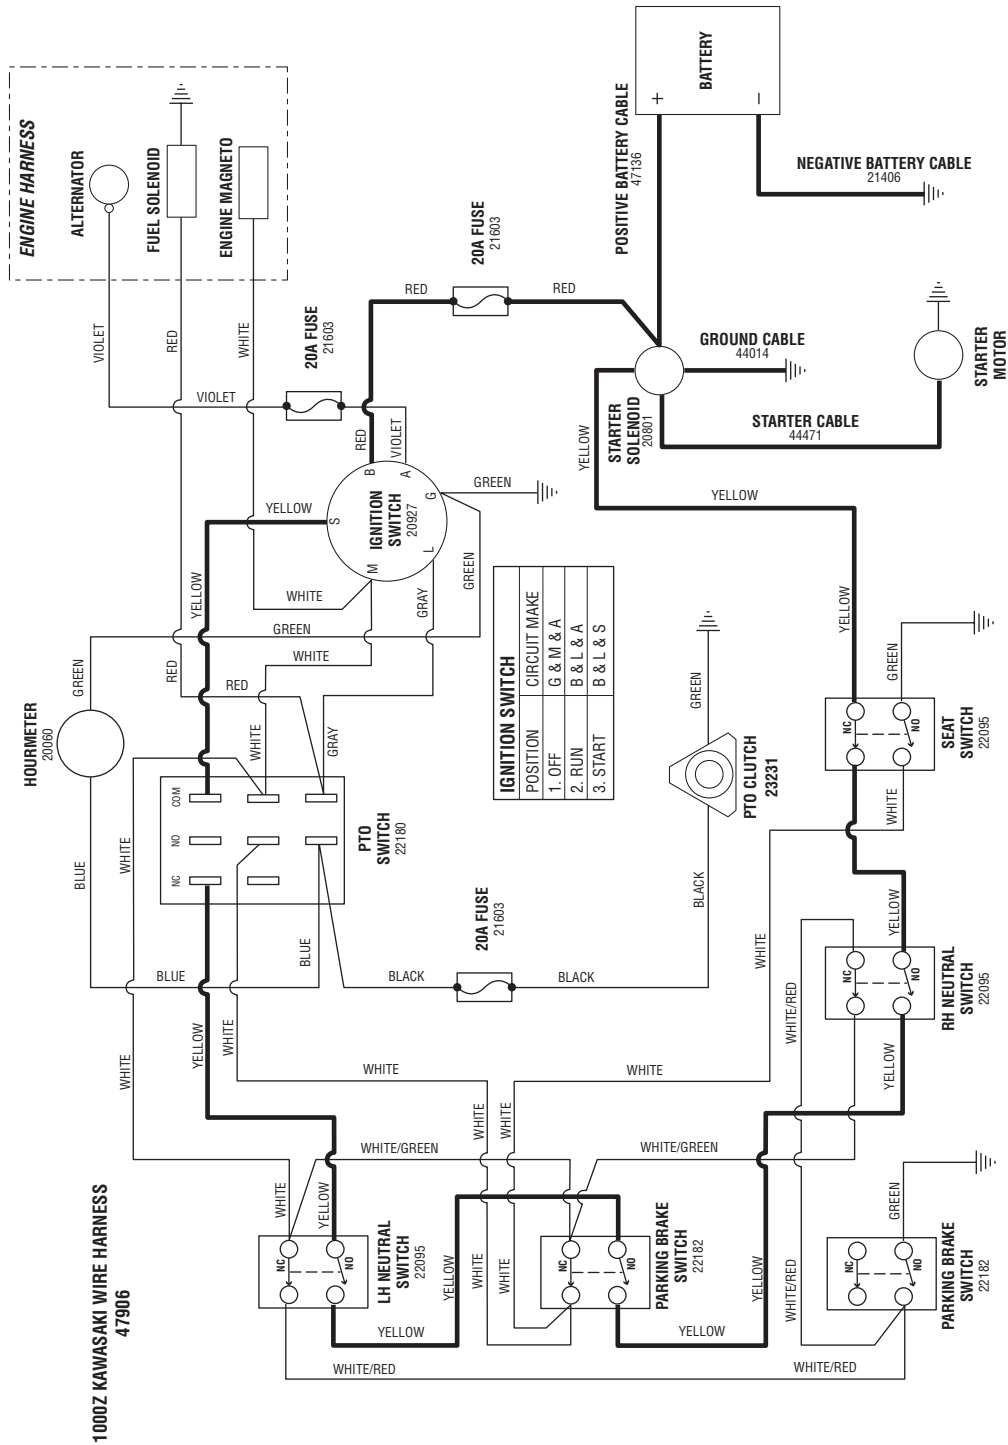 1000Z KAWASAKI WIRE HARNESS
47906
ENGINE HARNESS
ALTERNATOR
FUEL SOLENOID
ENGINE MAGNETO
VIOLET
RED
WHITE
VIOLET
20A FUSE
21603
RED
20A FUSE
21603
RED
BATTERY
+
–
POSITIVE BATTERY CABLE
47136
NEGATIVE BATTERY CABLE
21406
GROUND CABLE
44014
STARTER
SOLENOID
20801
STARTER CABLE
44471
STARTER
MOTOR
YELLOW
YELLOW
YELLOW
RED
VIOLET
IGNITION
SWITCH
20927
B
A
G
L
M
S
YELLOW
YELLOW
GREEN
GREEN
GREEN
GRAY
WHITE
WHITE
RED
RED
WHITE
GRAY
GREEN
HOURMETER
20060
BLUE
BLUE
BLUE
WHITE
WHITE
PTO
SWITCH
22180
COM
NO
NC
IGNITION SWITCH
POSITION CIRCUIT MAKE
1. OFF G & M & A
2. RUN B & L & A
3. START B & L & S
PTO CLUTCH
23231
GREEN
BLACK
BLACK
20A FUSE
21603
BLACK
SEAT
SWITCH
22095
NC
NO
GREEN
WHITE
WHITE
YELLOW
RH NEUTRAL
SWITCH
22095
NC
NO
WHITE/RED
YELLOW
YELLOW
WHITE
WHITE
WHITE
WHITE
WHITE
WHITE/GREEN
WHITE/GREEN
WHITE
YELLOW
LH NEUTRAL
SWITCH
22095
NC
NO
YELLOW
YELLOW
WHITE
WHITE
PARKING BRAKE
SWITCH
22182
NC
NO
YELLOW
YELLOW
WHITE/RED
WHITE/RED
WHITE/RED
GREEN
PARKING BRAKE
SWITCH
22182
NC
NO